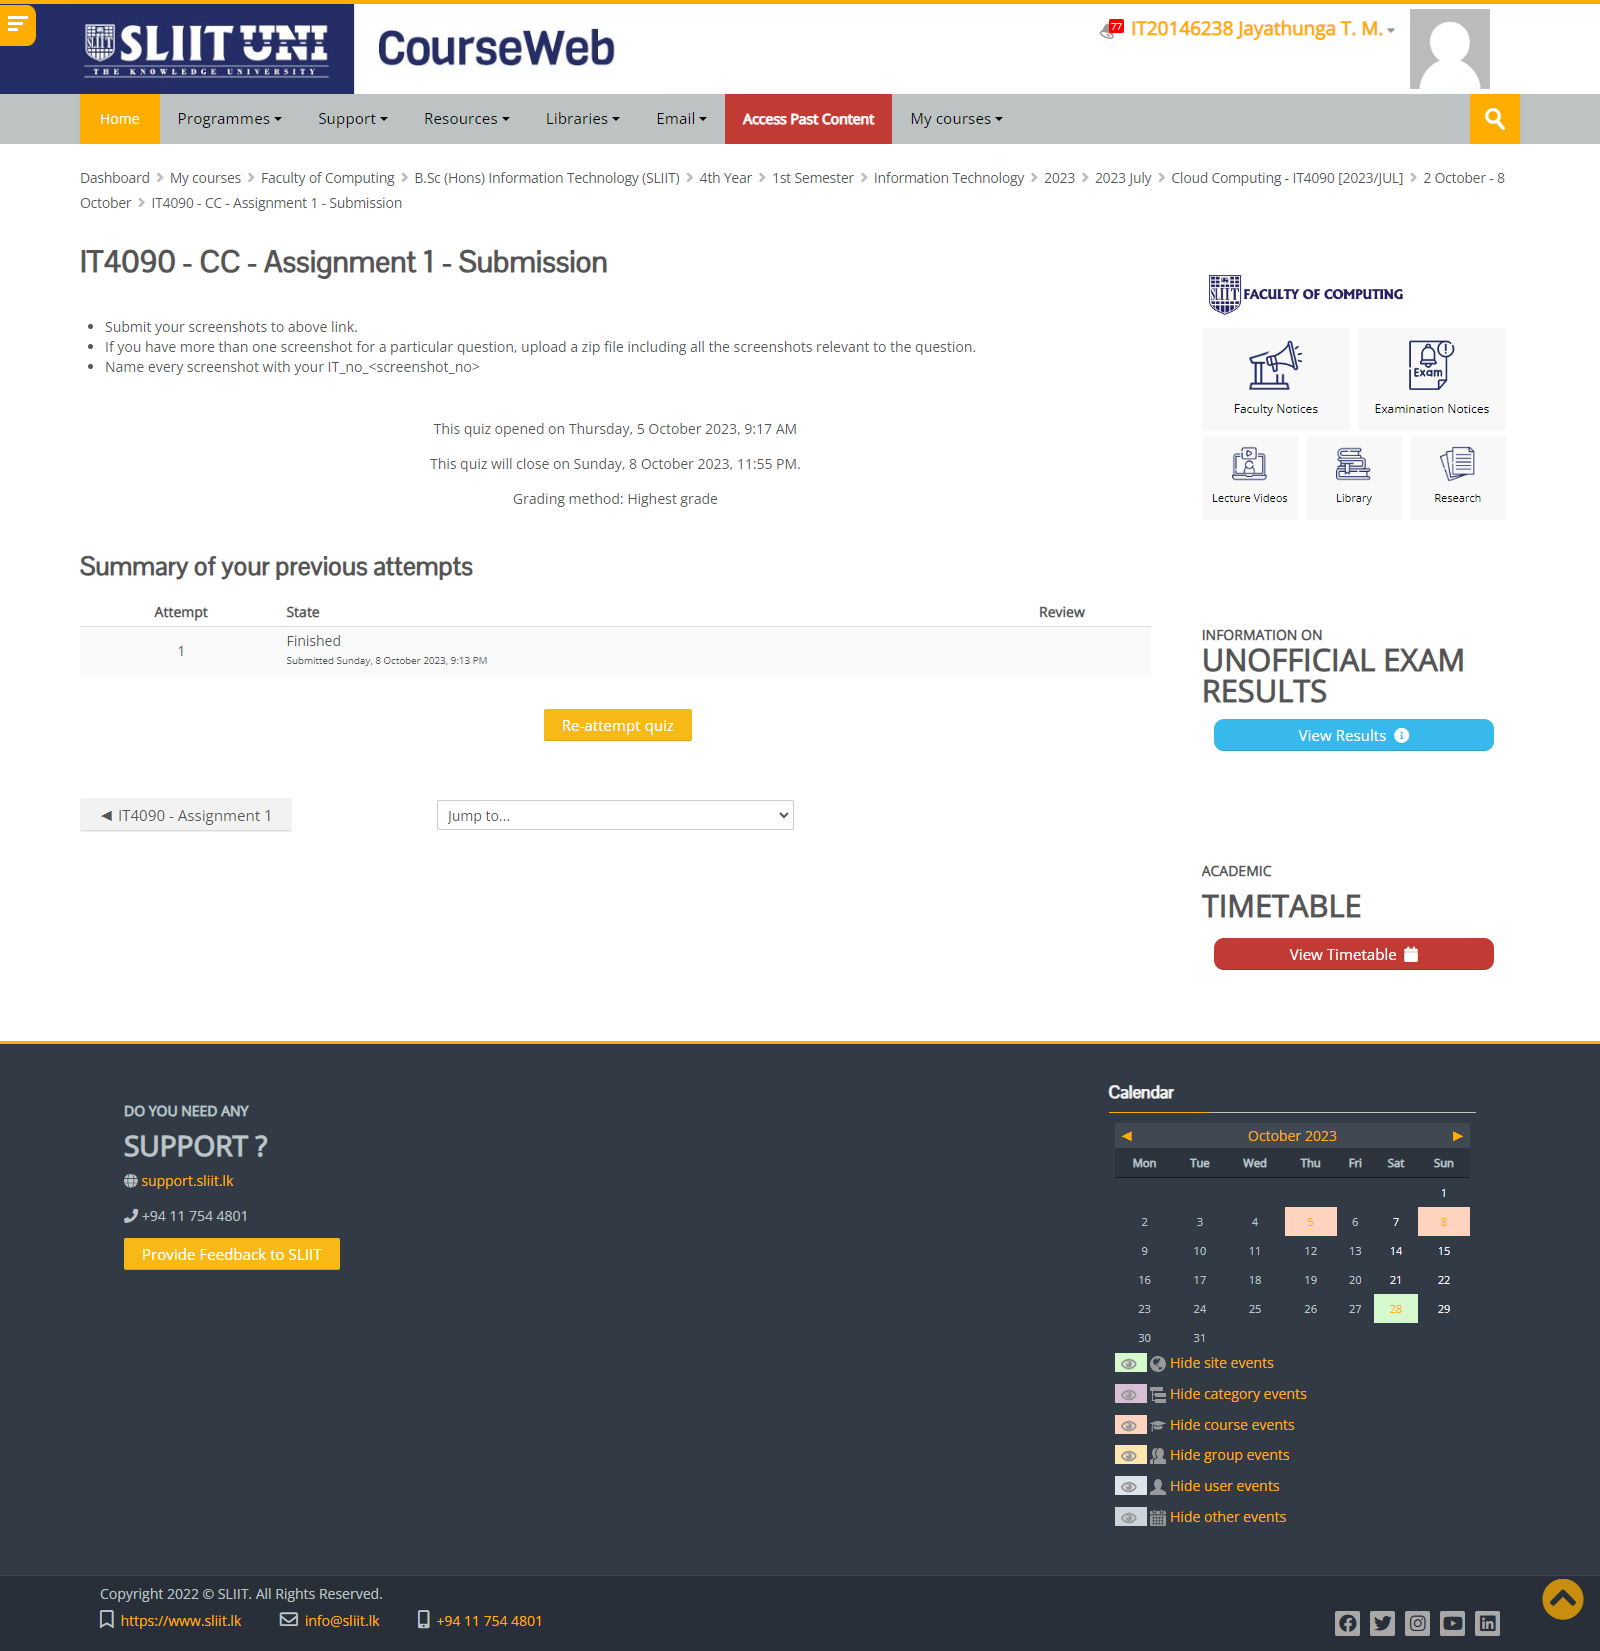 SLIIT UNI
THE KNOWLEDGE UNIVERSITY
CourseWeb
77 IT20146238 Jayathunga T. M.
Home Programmes Support Resources Libraries Email Access Past Content My courses
Dashboard My courses Faculty of Computing B.Sc (Hons) Information Technology (SLIIT) 4th Year 1st Semester Information Technology 2023 2023 July Cloud Computing - IT4090 [2023/JUL] 2 October - 8
October IT4090 - CC - Assignment 1 - Submission
IT4090 - CC - Assignment 1 - Submission
• Submit your screenshots to above link.
• If you have more than one screenshot for a particular question, upload a zip file including all the screenshots relevant to the question.
• Name every screenshot with your IT_no_<screenshot_no>
This quiz opened on Thursday, 5 October 2023, 9:17 AM
This quiz will close on Sunday, 8 October 2023, 11:55 PM.
Grading method: Highest grade
Summary of your previous attempts
Attempt State Review
1 Finished
Submitted Sunday, 8 October 2023, 9:13 PM
Re-attempt quiz
◄ IT4090 - Assignment 1
Jump to...
SLIIT FACULTY OF COMPUTING
Faculty Notices
Exam
Examination Notices
Lecture Videos
Library
Research
INFORMATION ON
UNOFFICIAL EXAM
RESULTS
View Results
ACADEMIC
TIMETABLE
View Timetable
DO YOU NEED ANY
SUPPORT ?
support.sliit.lk
+94 11 754 4801
Provide Feedback to SLIIT
Calendar
◄ October 2023 ►
Mon Tue Wed Thu Fri Sat Sun
1
2 3 4 5 6 7 8
9 10 11 12 13 14 15
16 17 18 19 20 21 22
23 24 25 26 27 28 29
30 31
Hide site events
Hide category events
Hide course events
Hide group events
Hide user events
Hide other events
Copyright 2022 © SLIIT. All Rights Reserved.
https://www.sliit.lk info@sliit.lk +94 11 754 4801